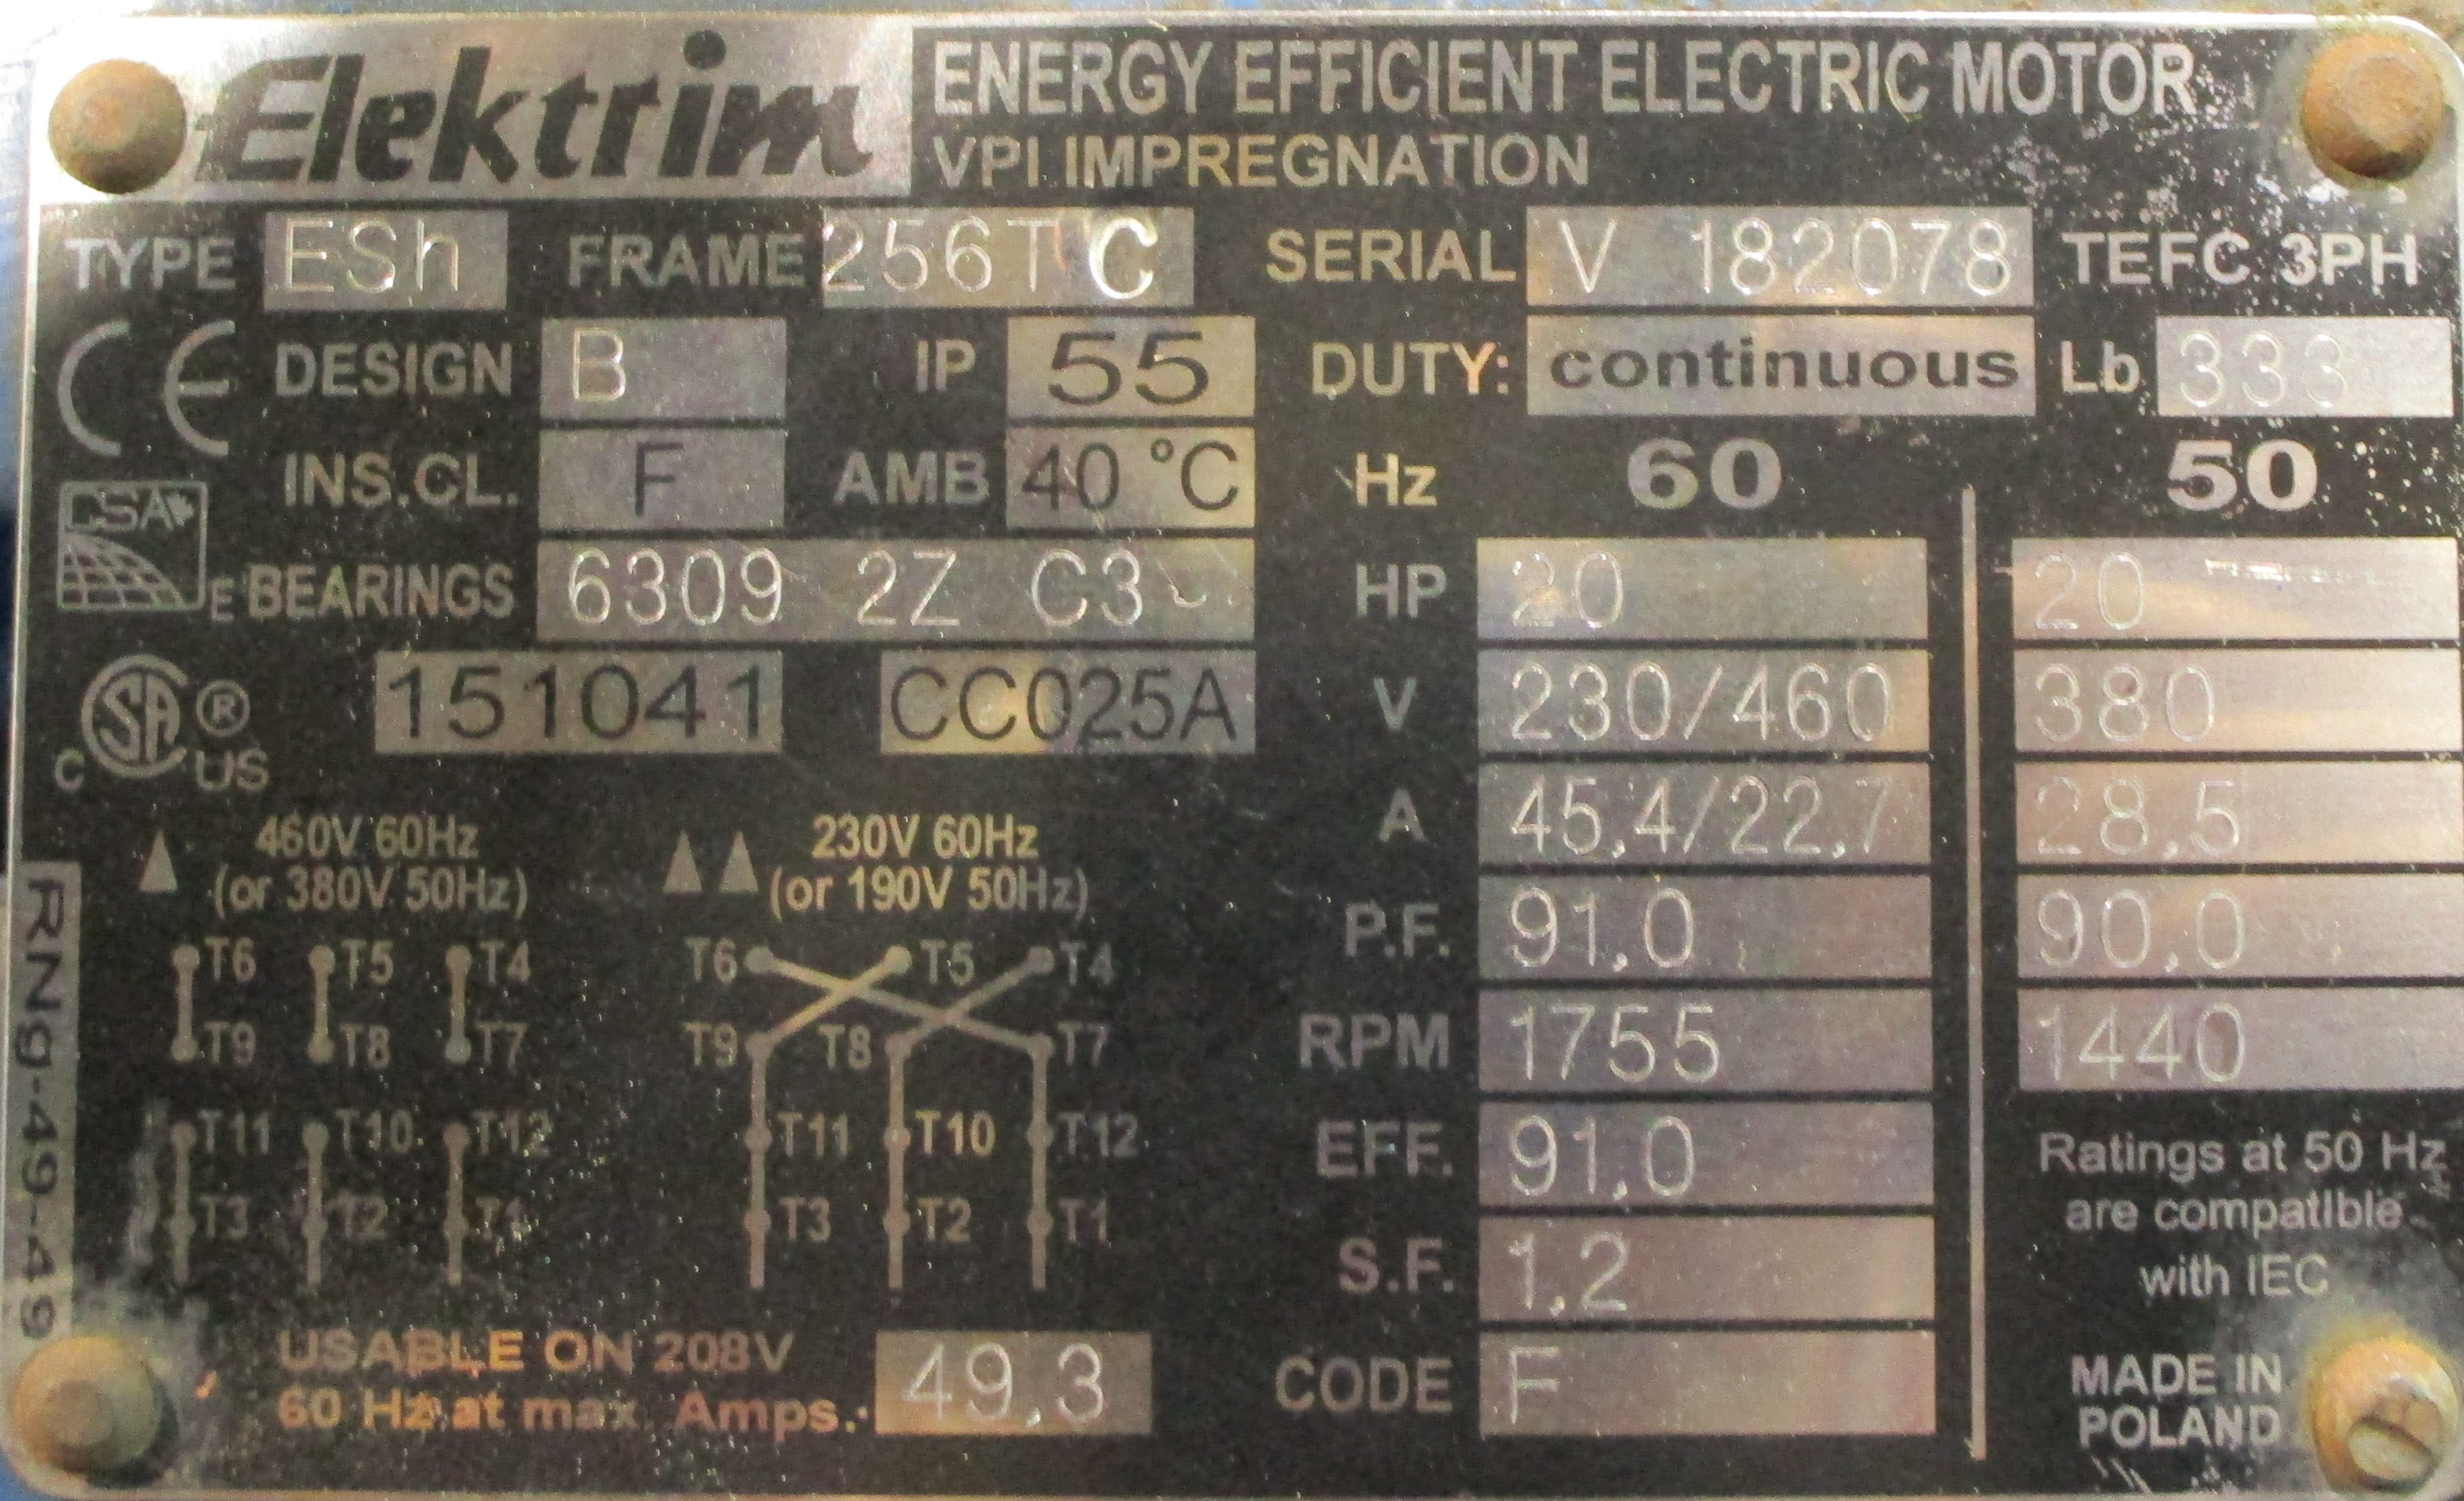 Elektrim ENERGY EFFICIENT ELECTRIC MOTOR
VPI IMPREGNATION
TYPE ESh FRAME 256T C SERIAL V 182078 TEFC 3PH
CE DESIGN B IP 55 DUTY: continuous Lb 333
INS.CL. F AMB 40 °C Hz 60 50
CSA E BEARINGS 6309 2Z C3 HP 20 20
C SA ® US 151041 CC025A V 230/460 380
A 45.4/22.7 28.5
P.F. 91.0 90.0
RPM 1755 1440
EFF. 91.0
S.F. 1.2
CODE F
460V 60Hz
(or 380V 50Hz)
T6 T5 T4
T9 T8 T7
T11 T10 T12
T3 T2 T1
230V 60Hz
(or 190V 50Hz)
T6 T5 T4
T9 T8 T7
T11 T10 T12
T3 T2 T1
USABLE ON 208V
60 Hz at max. Amps. 49.3
Ratings at 50 Hz
are compatible
with IEC
MADE IN
POLAND
RNg-49-49